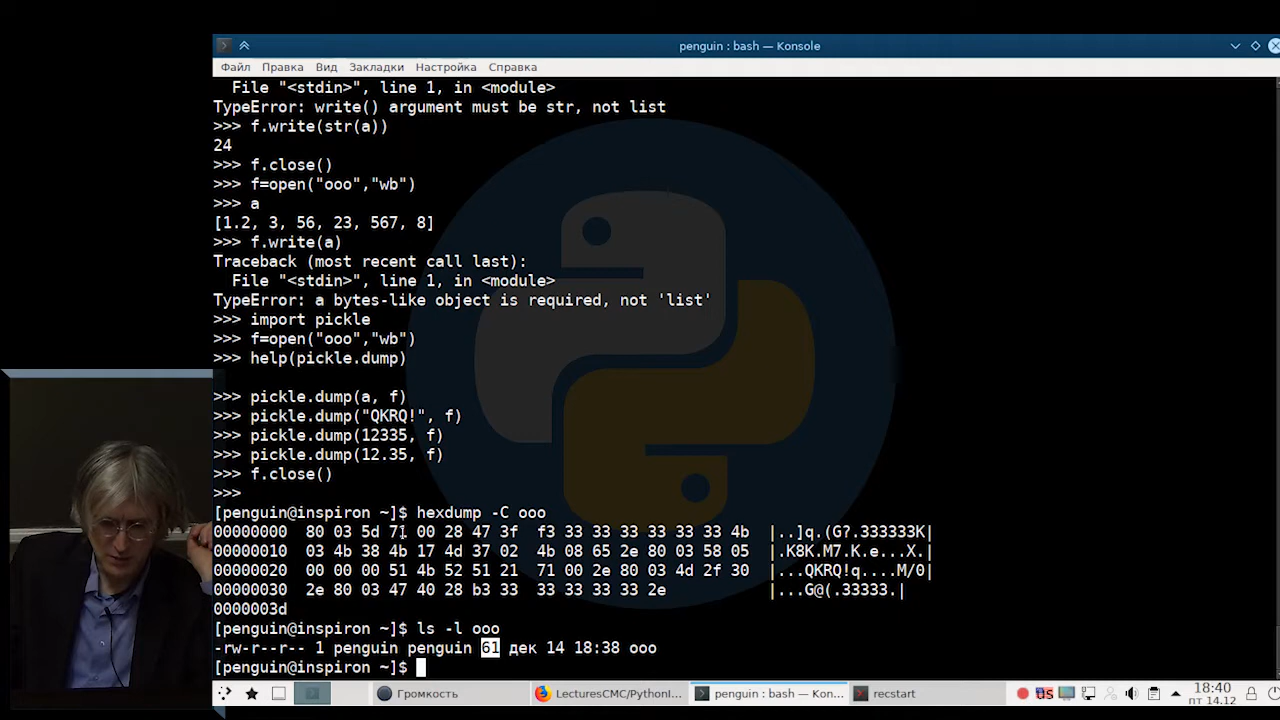 penguin : bash — Konsole
Файл Правка Вид Закладки Настройка Справка
File "<stdin>", line 1, in <module>
TypeError: write() argument must be str, not list
>>> f.write(str(a))
24
>>> f.close()
>>> f=open("ooo","wb")
>>> a
[1.2, 3, 56, 23, 567, 8]
>>> f.write(a)
Traceback (most recent call last):
File "<stdin>", line 1, in <module>
TypeError: a bytes-like object is required, not 'list'
>>> import pickle
>>> f=open("ooo","wb")
>>> help(pickle.dump)
>>> pickle.dump(a, f)
>>> pickle.dump("QKRQ!", f)
>>> pickle.dump(12335, f)
>>> pickle.dump(12.35, f)
>>> f.close()
>>>
[penguin@inspiron ~]$ hexdump -C ooo
00000000  80 03 5d 71 00 28 47 3f  f3 33 33 33 33 33 33 4b  |..]q.(G?.333333K|
00000010  03 4b 38 4b 17 4d 37 02  4b 08 65 2e 80 03 58 05  |.K8K.M7.K.e...X.|
00000020  00 00 00 51 4b 52 51 21  71 00 2e 80 03 4d 2f 30  |...QKRQ!q....M/0|
00000030  2e 80 03 47 40 28 b3 33  33 33 33 33 2e  |...G@(.33333.|
0000003d
[penguin@inspiron ~]$ ls -l ooo
-rw-r--r-- 1 penguin penguin 61 дек 14 18:38 ooo
[penguin@inspiron ~]$
Громкость LecturesCMC/PythonI... penguin : bash — Kon... recstart us 18:40
пт 14.12